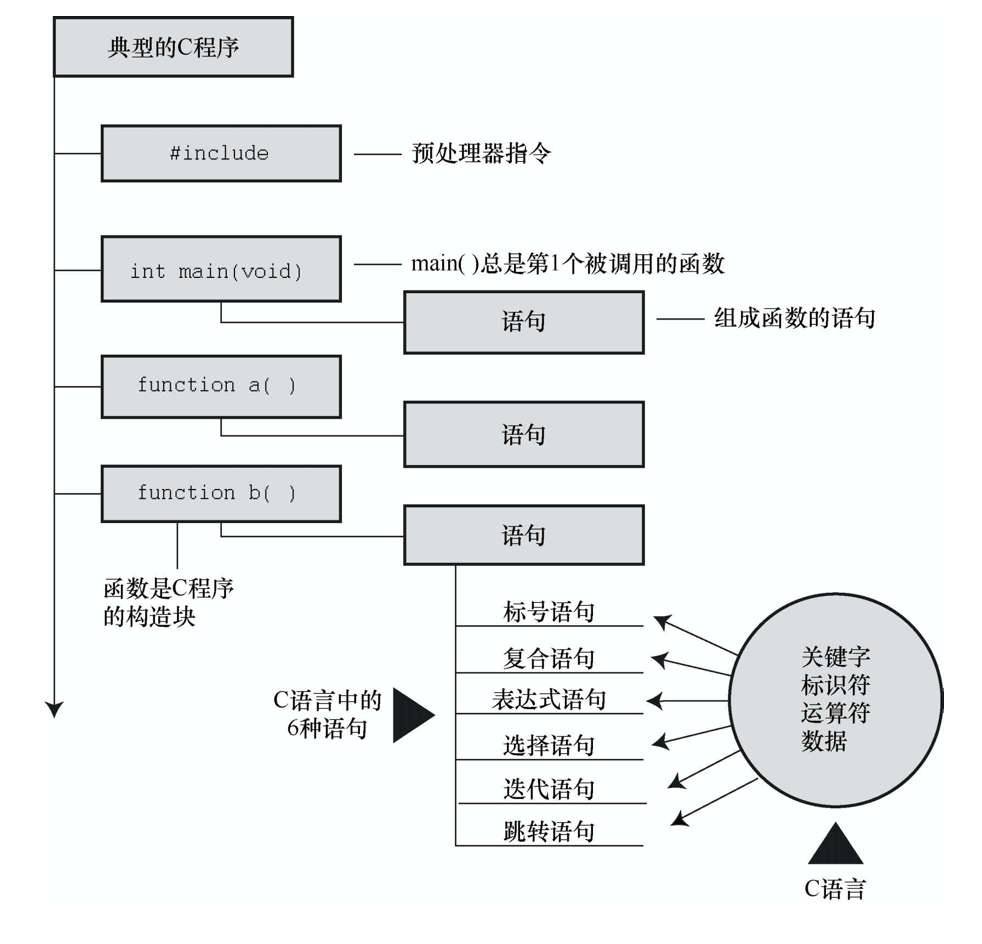 典型的C程序
#include
预处理器指令
int main(void)
main( )总是第1个被调用的函数
语句
组成函数的语句
function a( )
语句
function b( )
语句
函数是C程序
的构造块
标号语句
复合语句
表达式语句
选择语句
迭代语句
跳转语句
C语言中的
6种语句
关键字
标识符
运算符
数据
C语言